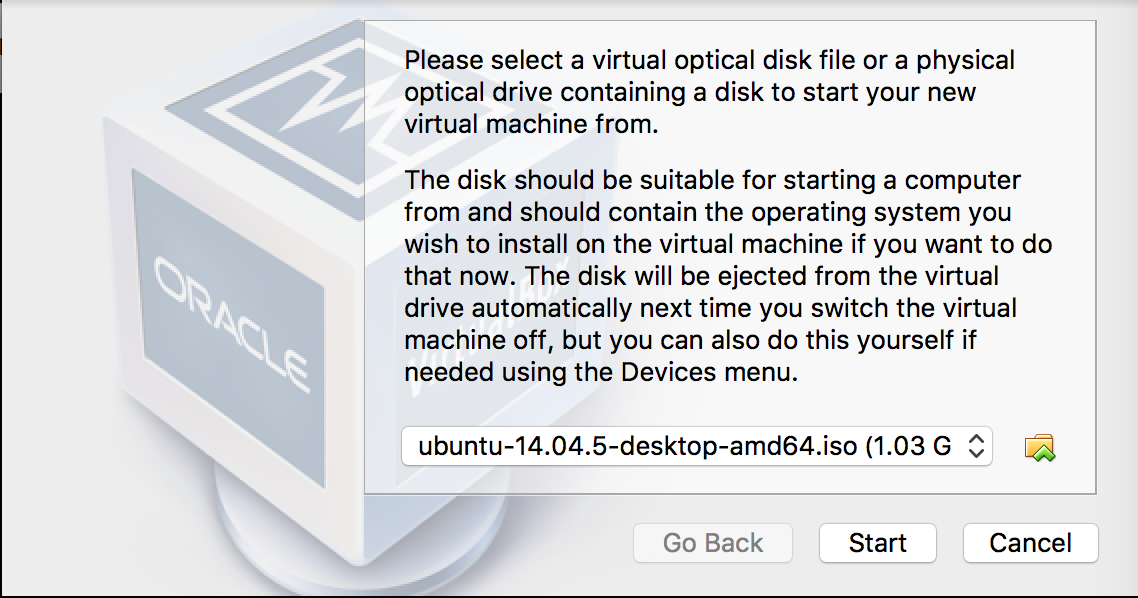 Please select a virtual optical disk file or a physical
optical drive containing a disk to start your new
virtual machine from.
The disk should be suitable for starting a computer
from and should contain the operating system you
wish to install on the virtual machine if you want to do
that now. The disk will be ejected from the virtual
drive automatically next time you switch the virtual
machine off, but you can also do this yourself if
needed using the Devices menu.
ORACLE
VirtualBox
ubuntu-14.04.5-desktop-amd64.iso (1.03 G
Go Back
Start
Cancel